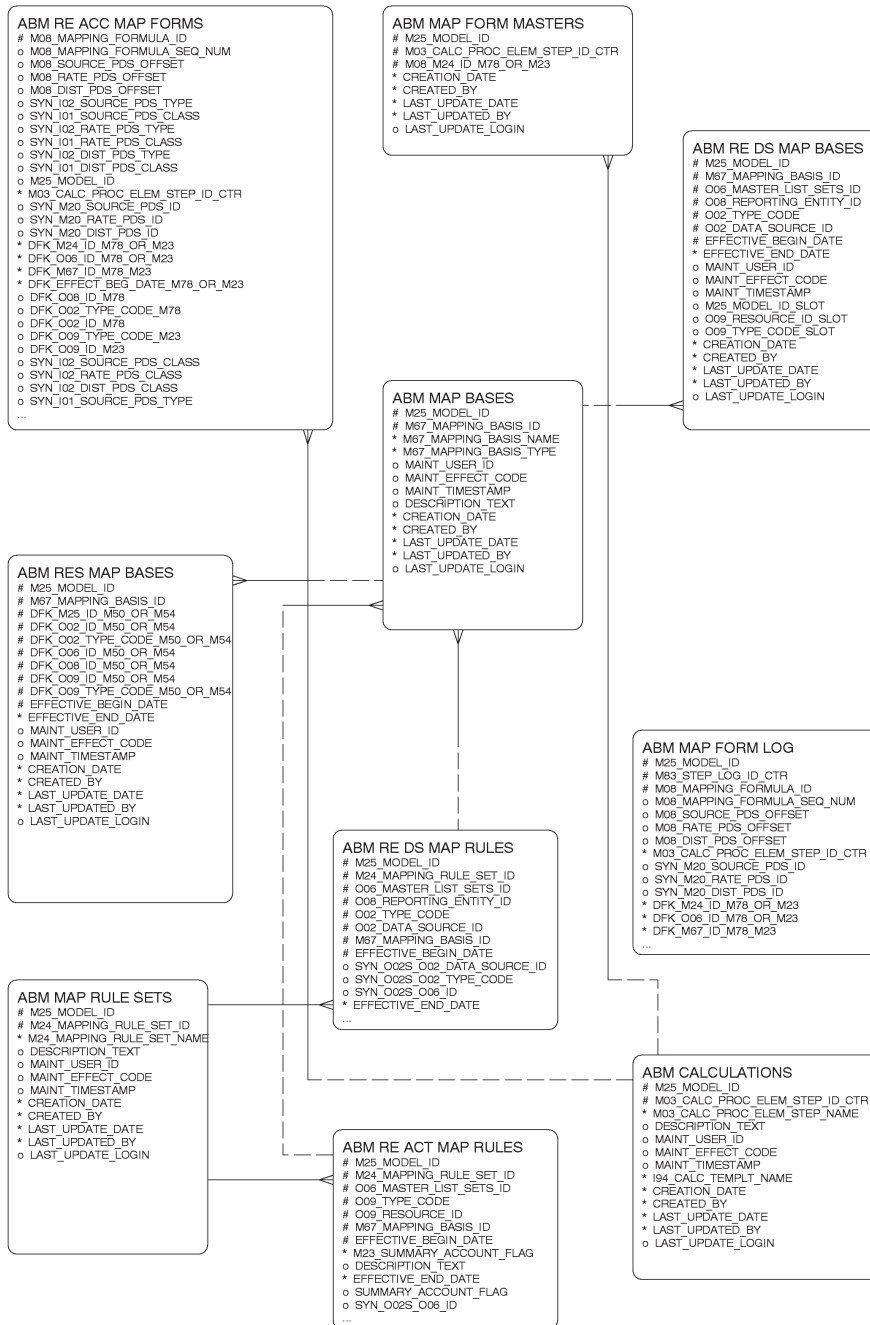 ABM RE ACC MAP FORMS
# M08_MAPPING_FORMULA_ID
o M08_MAPPING_FORMULA_SEQ_NUM
o M08_SOURCE_PDS_OFFSET
o M08_RATE_PDS_OFFSET
o M08_DIST_PDS_OFFSET
o SYN_I02_SOURCE_PDS_TYPE
o SYN_I01_SOURCE_PDS_CLASS
o SYN_I02_RATE_PDS_TYPE
o SYN_I01_RATE_PDS_CLASS
o SYN_I02_DIST_PDS_TYPE
o SYN_I01_DIST_PDS_CLASS
o M25_MODEL_ID
* M03_CALC_PROC_ELEM_STEP_ID_CTR
o SYN_M20_SOURCE_PDS_ID
o SYN_M20_RATE_PDS_ID
o SYN_M20_DIST_PDS_ID
* DFK_M24_ID_M78_OR_M23
* DFK_O06_ID_M78_OR_M23
* DFK_M67_ID_M78_M23
* DFK_EFFECT_BEG_DATE_M78_OR_M23
o DFK_O08_ID_M78
o DFK_O02_TYPE_CODE_M78
o DFK_O02_ID_M78
o DFK_O09_TYPE_CODE_M23
o DFK_O09_ID_M23
o SYN_I02_SOURCE_PDS_CLASS
o SYN_I02_RATE_PDS_CLASS
o SYN_I02_DIST_PDS_CLASS
o SYN_I01_SOURCE_PDS_TYPE
...
ABM MAP FORM MASTERS
# M25_MODEL_ID
# M03_CALC_PROC_ELEM_STEP_ID_CTR
# M08_M24_ID_M78_OR_M23
* CREATION_DATE
* CREATED_BY
* LAST_UPDATE_DATE
* LAST_UPDATED_BY
o LAST_UPDATE_LOGIN
ABM RE DS MAP BASES
# M25_MODEL_ID
# M67_MAPPING_BASIS_ID
# O06_MASTER_LIST_SETS_ID
# O08_REPORTING_ENTITY_ID
# O02_TYPE_CODE
# O02_DATA_SOURCE_ID
# EFFECTIVE_BEGIN_DATE
* EFFECTIVE_END_DATE
o MAINT_USER_ID
o MAINT_EFFECT_CODE
o MAINT_TIMESTAMP
o M25_MODEL_ID_SLOT
o O09_RESOURCE_ID_SLOT
o O09_TYPE_CODE_SLOT
* CREATION_DATE
* CREATED_BY
* LAST_UPDATE_DATE
* LAST_UPDATED_BY
o LAST_UPDATE_LOGIN
ABM MAP BASES
# M25_MODEL_ID
# M67_MAPPING_BASIS_ID
* M67_MAPPING_BASIS_NAME
* M67_MAPPING_BASIS_TYPE
o MAINT_USER_ID
o MAINT_EFFECT_CODE
o MAINT_TIMESTAMP
o DESCRIPTION_TEXT
* CREATION_DATE
* CREATED_BY
* LAST_UPDATE_DATE
* LAST_UPDATED_BY
o LAST_UPDATE_LOGIN
ABM RES MAP BASES
# M25_MODEL_ID
# M67_MAPPING_BASIS_ID
# DFK_M25_ID_M50_OR_M54
# DFK_O02_ID_M50_OR_M54
# DFK_O02_TYPE_CODE_M50_OR_M54
# DFK_O06_ID_M50_OR_M54
# DFK_O08_ID_M50_OR_M54
# DFK_O09_ID_M50_OR_M54
# DFK_O09_TYPE_CODE_M50_OR_M54
# EFFECTIVE_BEGIN_DATE
* EFFECTIVE_END_DATE
o MAINT_USER_ID
o MAINT_EFFECT_CODE
o MAINT_TIMESTAMP
* CREATION_DATE
* CREATED_BY
* LAST_UPDATE_DATE
* LAST_UPDATED_BY
o LAST_UPDATE_LOGIN
ABM MAP FORM LOG
# M25_MODEL_ID
# M83_STEP_LOG_ID_CTR
# M08_MAPPING_FORMULA_ID
o M08_MAPPING_FORMULA_SEQ_NUM
o M08_SOURCE_PDS_OFFSET
o M08_RATE_PDS_OFFSET
o M08_DIST_PDS_OFFSET
* M03_CALC_PROC_ELEM_STEP_ID_CTR
o SYN_M20_SOURCE_PDS_ID
o SYN_M20_RATE_PDS_ID
o SYN_M20_DIST_PDS_ID
* DFK_M24_ID_M78_OR_M23
* DFK_O06_ID_M78_OR_M23
* DFK_M67_ID_M78_M23
...
ABM RE DS MAP RULES
# M25_MODEL_ID
# M24_MAPPING_RULE_SET_ID
# O06_MASTER_LIST_SETS_ID
# O08_REPORTING_ENTITY_ID
# O02_TYPE_CODE
# O02_DATA_SOURCE_ID
# M67_MAPPING_BASIS_ID
# EFFECTIVE_BEGIN_DATE
o SYN_O02S_O02_DATA_SOURCE_ID
o SYN_O02S_O02_TYPE_CODE
o SYN_O02S_O06_ID
* EFFECTIVE_END_DATE
...
ABM MAP RULE SETS
# M25_MODEL_ID
# M24_MAPPING_RULE_SET_ID
* M24_MAPPING_RULE_SET_NAME
o DESCRIPTION_TEXT
o MAINT_USER_ID
o MAINT_EFFECT_CODE
o MAINT_TIMESTAMP
* CREATION_DATE
* CREATED_BY
* LAST_UPDATE_DATE
* LAST_UPDATED_BY
o LAST_UPDATE_LOGIN
ABM CALCULATIONS
# M25_MODEL_ID
# M03_CALC_PROC_ELEM_STEP_ID_CTR
* M03_CALC_PROC_ELEM_STEP_NAME
o DESCRIPTION_TEXT
o MAINT_USER_ID
o MAINT_EFFECT_CODE
o MAINT_TIMESTAMP
* I94_CALC_TEMPLT_NAME
* CREATION_DATE
* CREATED_BY
* LAST_UPDATE_DATE
* LAST_UPDATED_BY
o LAST_UPDATE_LOGIN
ABM RE ACT MAP RULES
# M25_MODEL_ID
# M24_MAPPING_RULE_SET_ID
# O06_MASTER_LIST_SETS_ID
# O09_TYPE_CODE
# O09_RESOURCE_ID
# M67_MAPPING_BASIS_ID
# EFFECTIVE_BEGIN_DATE
* M23_SUMMARY_ACCOUNT_FLAG
o DESCRIPTION_TEXT
* EFFECTIVE_END_DATE
o SUMMARY_ACCOUNT_FLAG
o SYN_O02S_O06_ID
...